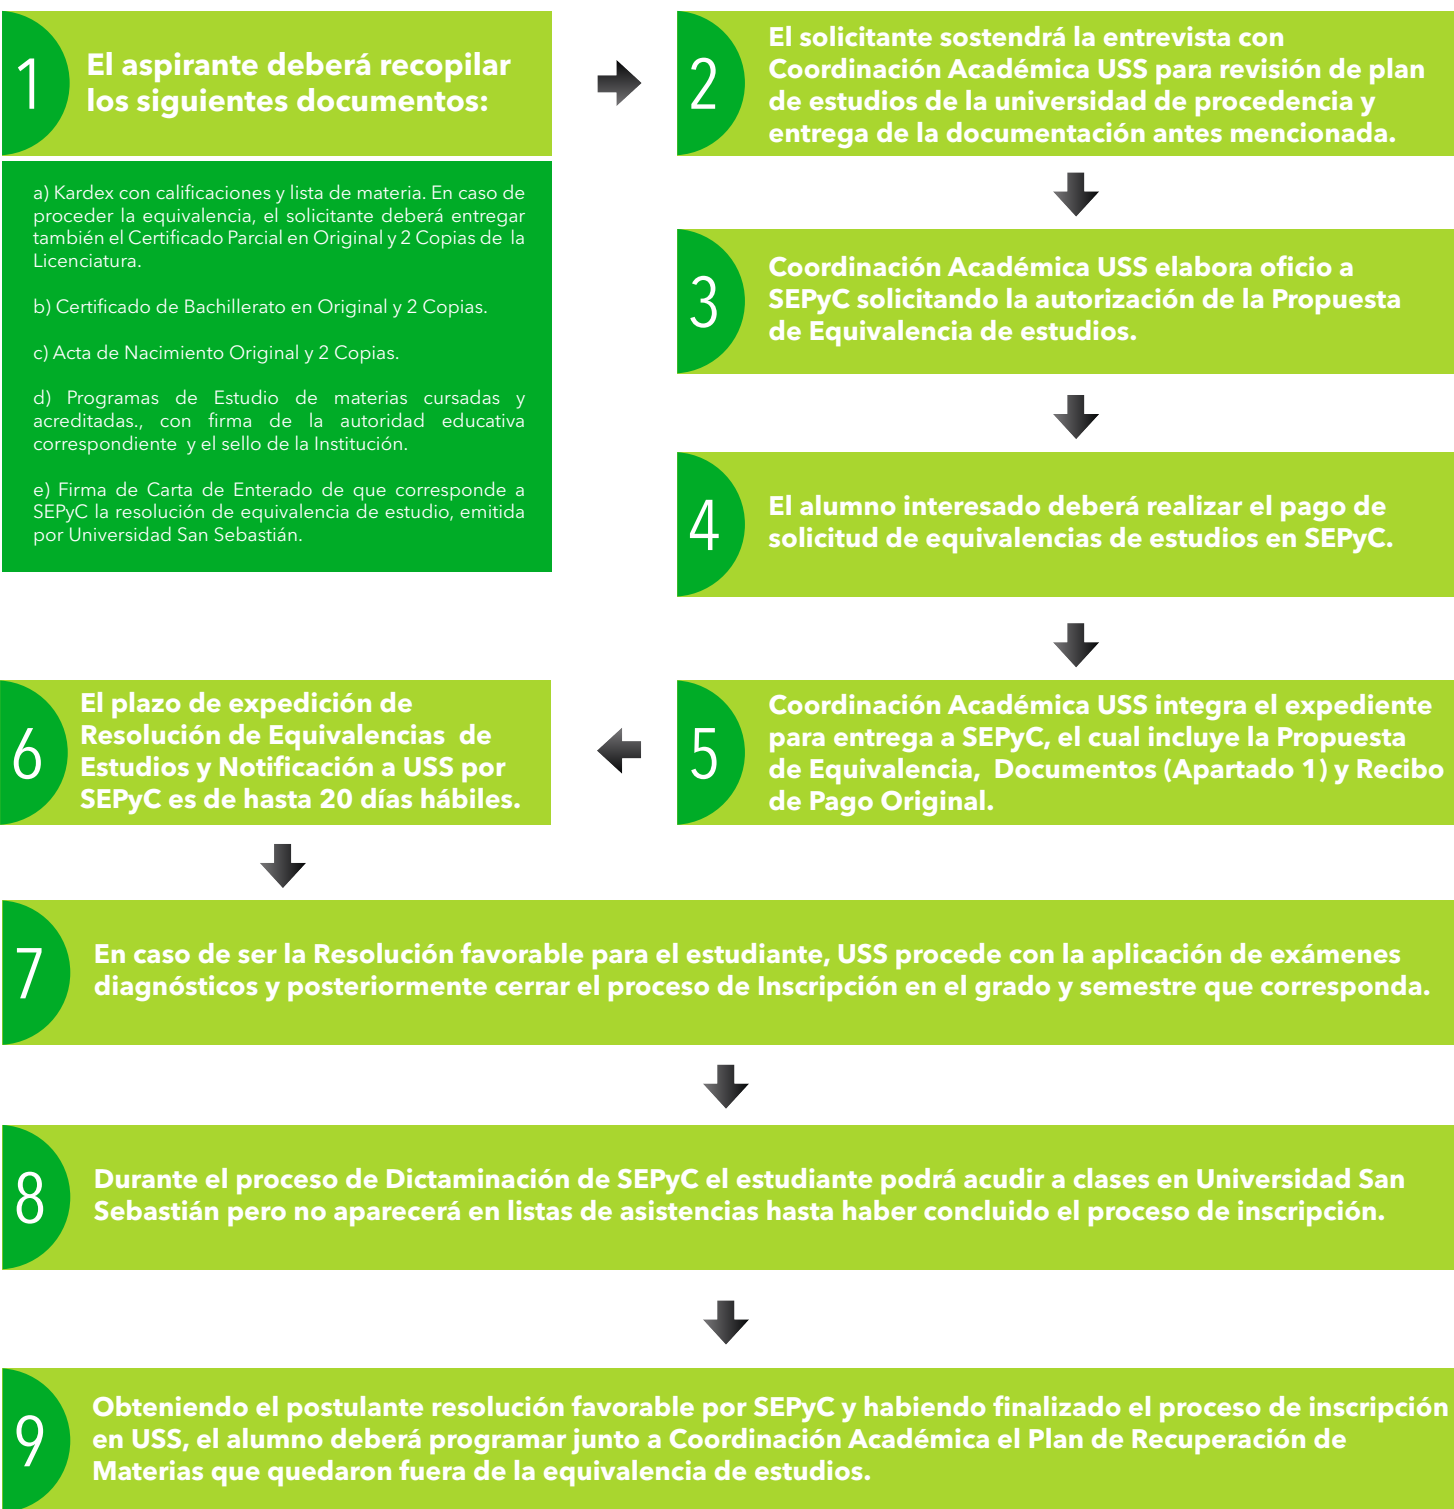 1
El aspirante deberá recopilar
los siguientes documentos:
a) Kardex con calificaciones y lista de materia. En caso de
proceder la equivalencia, el solicitante deberá entregar
también el Certificado Parcial en Original y 2 Copias de la
Licenciatura.
b) Certificado de Bachillerato en Original y 2 Copias.
c) Acta de Nacimiento Original y 2 Copias.
d) Programas de Estudio de materias cursadas y
acreditadas., con firma de la autoridad educativa
correspondiente y el sello de la Institución.
e) Firma de Carta de Enterado de que corresponde a
SEPyC la resolución de equivalencia de estudio, emitida
por Universidad San Sebastián.
2
El solicitante sostendrá la entrevista con
Coordinación Académica USS para revisión de plan
de estudios de la universidad de procedencia y
entrega de la documentación antes mencionada.
3
Coordinación Académica USS elabora oficio a
SEPyC solicitando la autorización de la Propuesta
de Equivalencia de estudios.
4
El alumno interesado deberá realizar el pago de
solicitud de equivalencias de estudios en SEPyC.
5
Coordinación Académica USS integra el expediente
para entrega a SEPyC, el cual incluye la Propuesta
de Equivalencia, Documentos (Apartado 1) y Recibo
de Pago Original.
6
El plazo de expedición de
Resolución de Equivalencias de
Estudios y Notificación a USS por
SEPyC es de hasta 20 días hábiles.
7
En caso de ser la Resolución favorable para el estudiante, USS procede con la aplicación de exámenes
diagnósticos y posteriormente cerrar el proceso de Inscripción en el grado y semestre que corresponda.
8
Durante el proceso de Dictaminación de SEPyC el estudiante podrá acudir a clases en Universidad San
Sebastián pero no aparecerá en listas de asistencias hasta haber concluido el proceso de inscripción.
9
Obteniendo el postulante resolución favorable por SEPyC y habiendo finalizado el proceso de inscripción
en USS, el alumno deberá programar junto a Coordinación Académica el Plan de Recuperación de
Materias que quedaron fuera de la equivalencia de estudios.